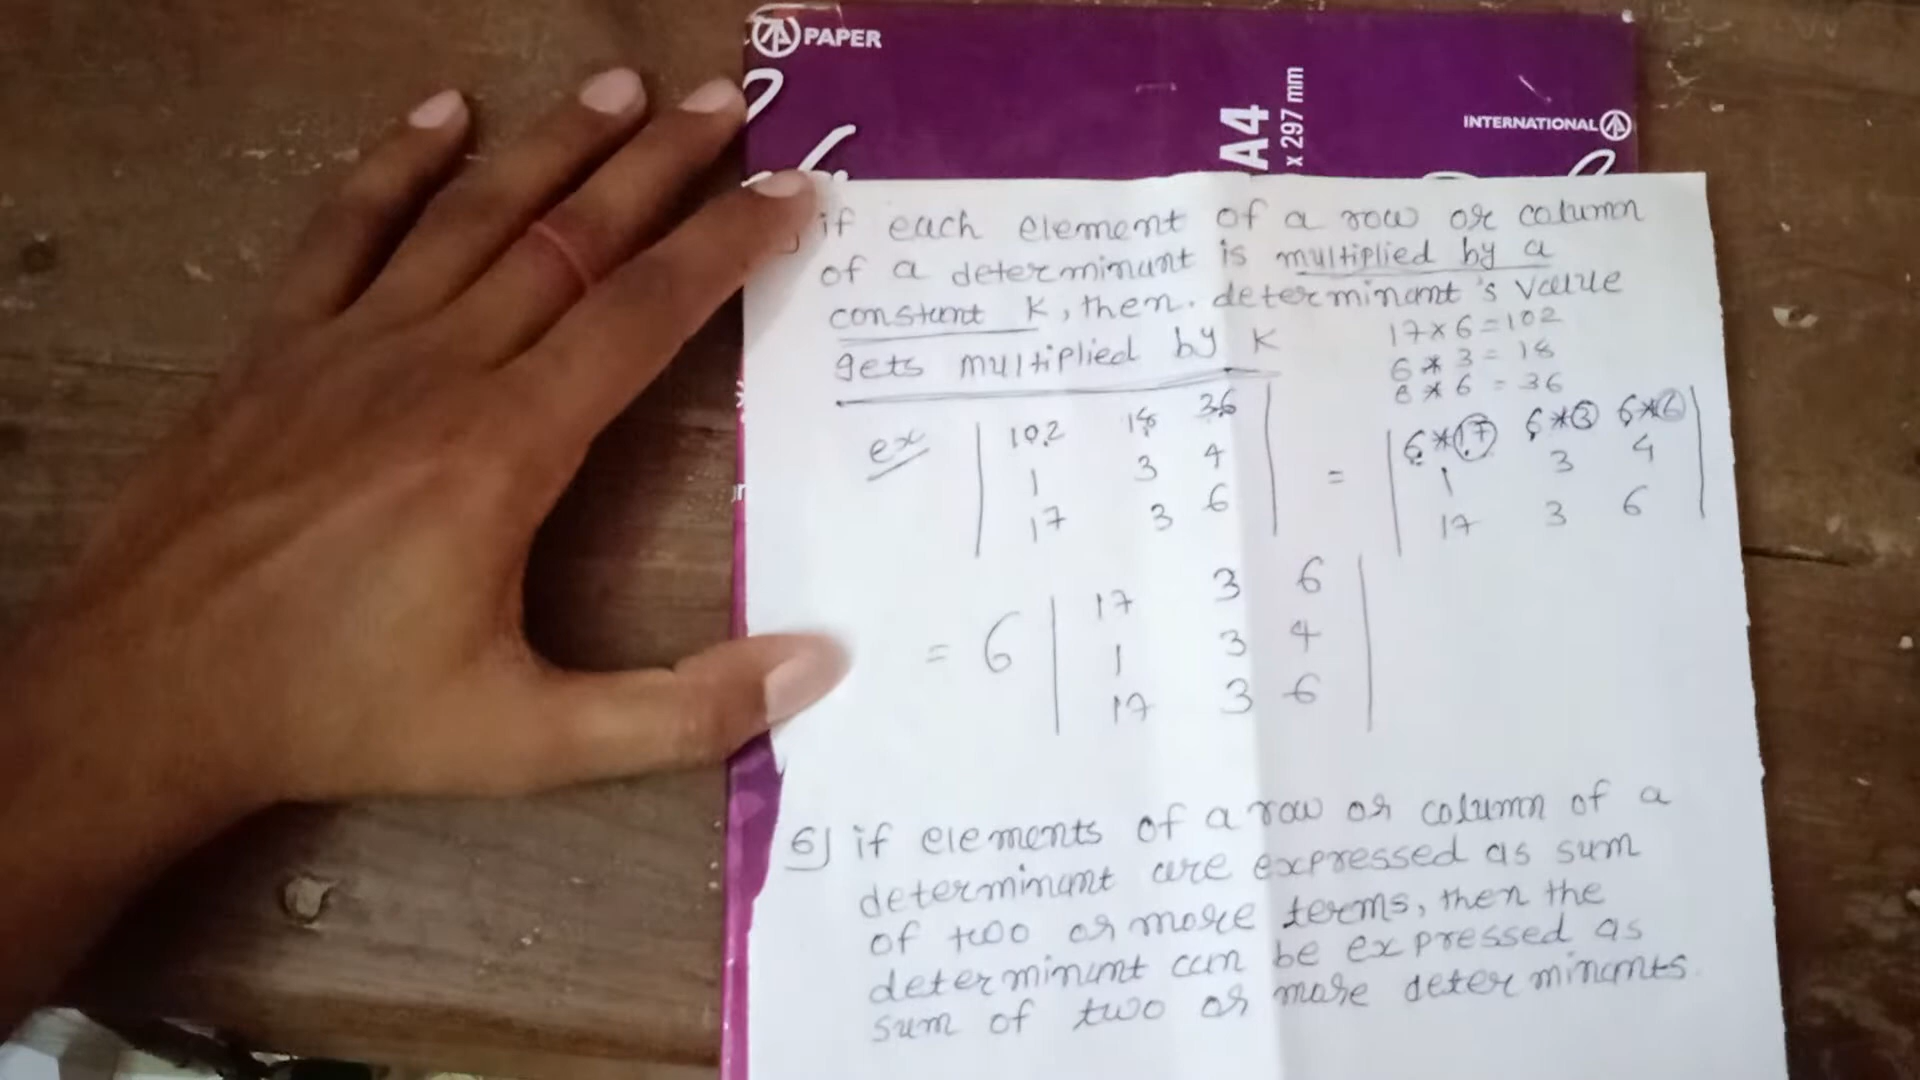 PAPER
A4
x 297 mm
INTERNATIONAL
if each element of a row or column
of a determinant is multiplied by a
constant K, then. determinant's value
gets multiplied by K
17 x 6 = 102
6 * 3 = 18
6 * 6 = 36
ex | 102 18 36 | = | 6*17 6*3 6*6 |
| 1 3 4 | | 1 3 4 |
| 17 3 6 | | 17 3 6 |
= 6 | 17 3 6 |
| 1 3 4 |
| 17 3 6 |
6) if elements of a row or column of a
determinant are expressed as sum
of two or more terms, then the
determinant can be expressed as
sum of two or more determinants.